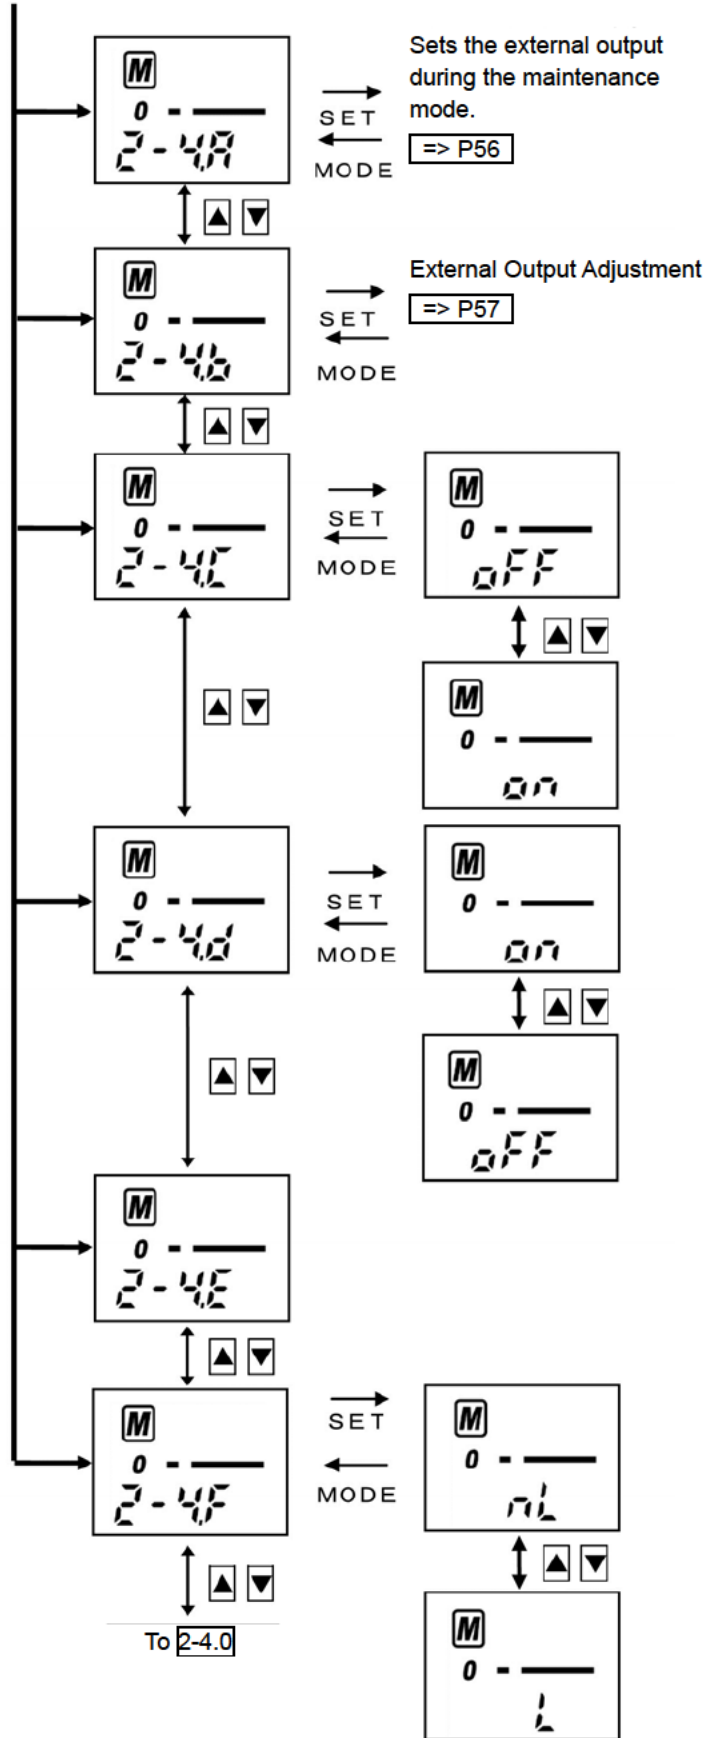 M
0
2-4.A
SET
MODE
Sets the external output
during the maintenance
mode.
=> P56
M
0
2-4.b
SET
MODE
External Output Adjustment
=> P57
M
0
2-4.C
SET
MODE
M
0
oFF
M
0
on
M
0
2-4.d
SET
MODE
M
0
on
M
0
oFF
M
0
2-4.E
M
0
2-4.F
SET
MODE
M
0
nL
M
0
L
To 2-4.0